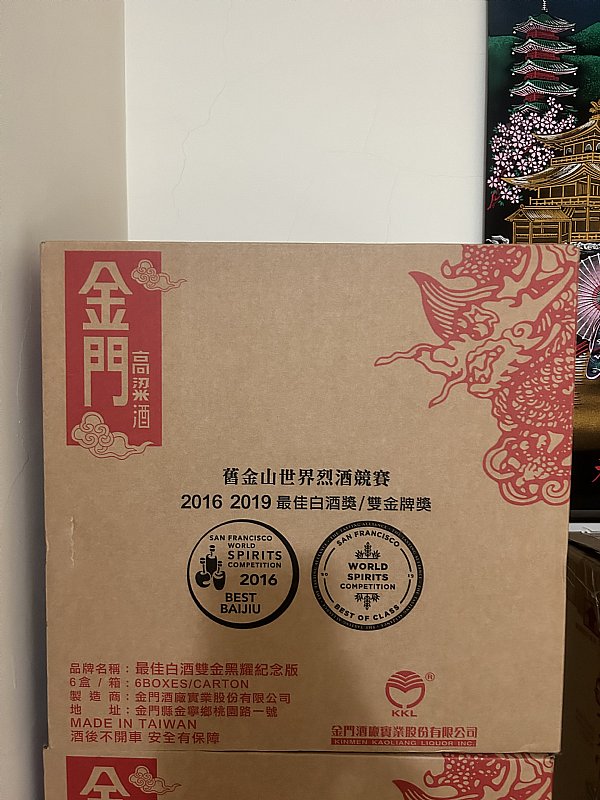 金門
高粱酒
舊金山世界烈酒競賽
2016 2019 最佳白酒獎/雙金牌獎
SAN FRANCISCO
WORLD
SPIRITS
COMPETITION
2016
BEST
BAIJIU
SAN FRANCISCO
WORLD
SPIRITS
COMPETITION
20 19
BEST OF CLASS
品牌名稱：最佳白酒雙金黑耀紀念版
6盒/箱：6BOXES/CARTON
製造商：金門酒廠實業股份有限公司
地址：金門縣金寧鄉桃園路一號
MADE IN TAIWAN
酒後不開車 安全有保障
®
KKL
金門酒廠實業股份有限公司
KINMEN KAOLIANG LIQUOR INC.
金